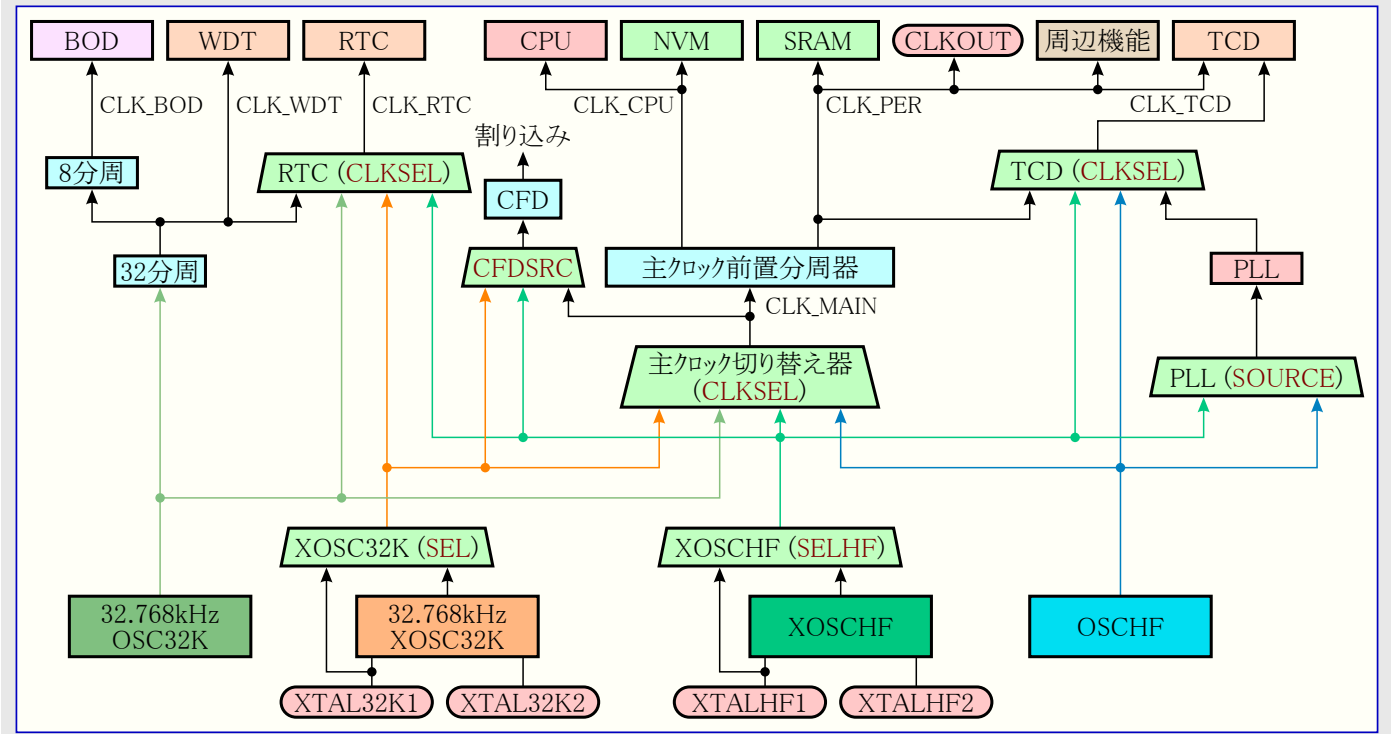 BOD WDT RTC CPU NVM SRAM CLKOUT 周辺機能 TCD
CLK_BOD CLK_WDT CLK_RTC CLK_CPU CLK_PER CLK_TCD
割り込み
8分周 RTC (CLKSEL) CFD TCD (CLKSEL)
32分周 CFDSRC 主クロック前置分周器 PLL
CLK_MAIN
主クロック切り替え器
(CLKSEL)
PLL (SOURCE)
XOSC32K (SEL) XOSCHF (SELHF)
32.768kHz
OSC32K
32.768kHz
XOSC32K
XOSCHF
OSCHF
XTAL32K1 XTAL32K2 XTALHF1 XTALHF2